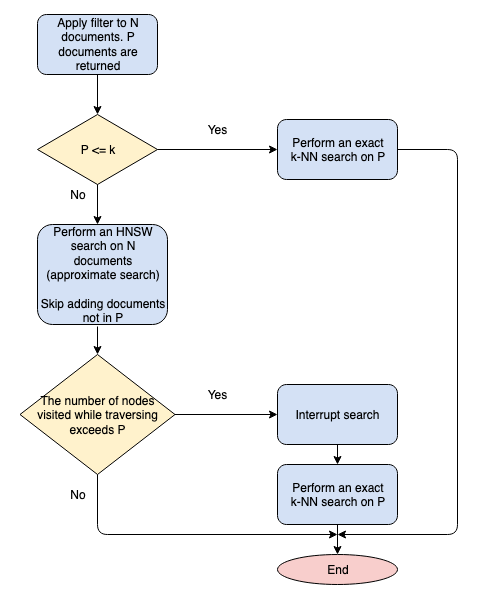 Apply filter to N
documents. P
documents are
returned
P <= k
Yes
Perform an exact
k-NN search on P
No
Perform an HNSW
search on N
documents
(approximate search)
Skip adding documents
not in P
The number of nodes
visited while traversing
exceeds P
Yes
Interrupt search
Perform an exact
k-NN search on P
No
End